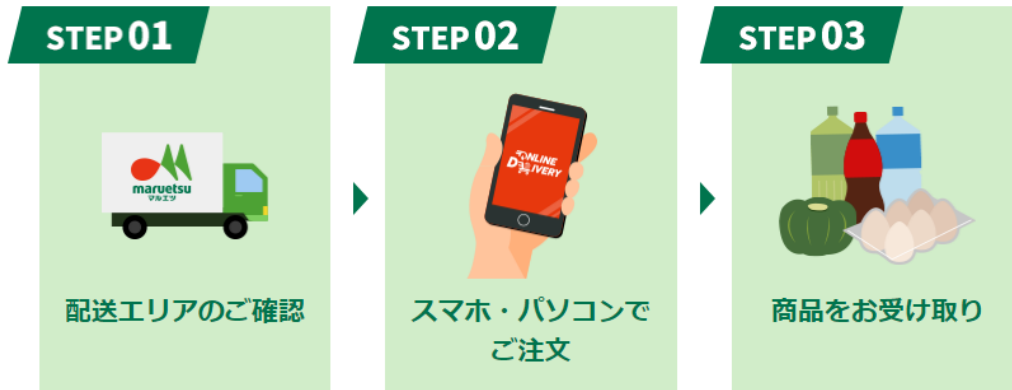 STEP 01
maruetsu
マルエツ
配送エリアのご確認
STEP 02
ONLINE
DELIVERY
スマホ・パソコンで
ご注文
STEP 03
商品をお受け取り